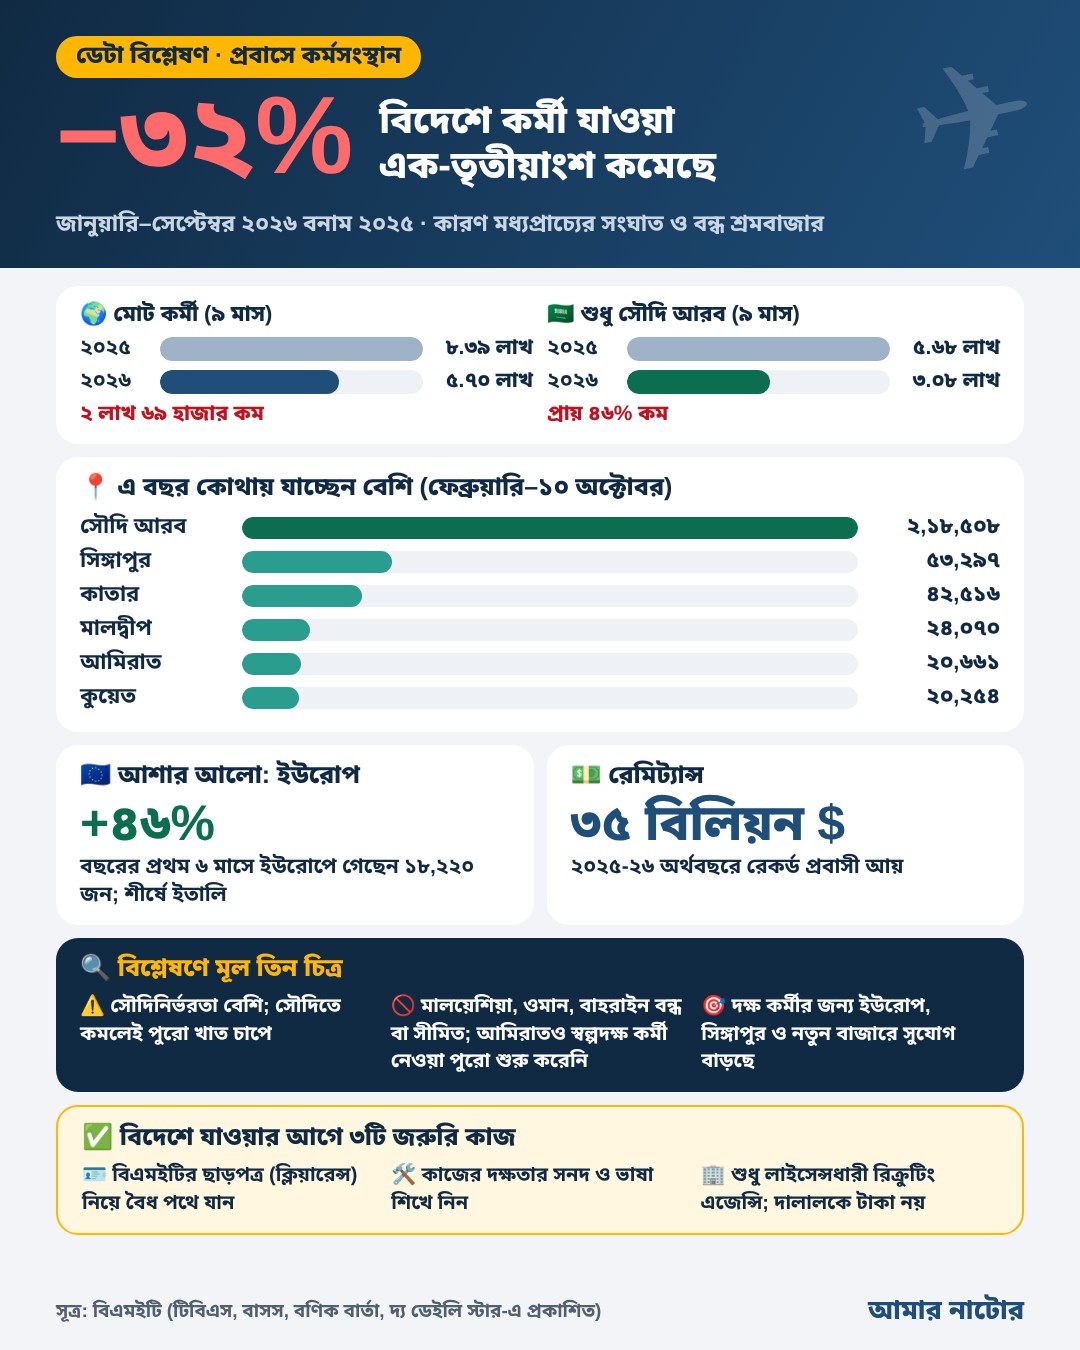 ডেটা বিশ্লেষণ · প্রবাসে কর্মসংস্থান
–৩২%
বিদেশে কর্মী যাওয়া
এক-তৃতীয়াংশ কমেছে
জানুয়ারি–সেপ্টেম্বর ২০২৬ বনাম ২০২৫ · কারণ মধ্যপ্রাচ্যের সংঘাত ও বন্ধ শ্রমবাজার
মোট কর্মী (৯ মাস)
২০২৫ ৮.৩৯ লাখ
২০২৬ ৫.৭০ লাখ
২ লাখ ৬৯ হাজার কম
শুধু সৌদি আরব (৯ মাস)
২০২৫ ৫.৬৮ লাখ
২০২৬ ৩.০৮ লাখ
প্রায় ৪৬% কম
এ বছর কোথায় যাচ্ছেন বেশি (ফেব্রুয়ারি–১০ অক্টোবর)
সৌদি আরব ২,১৮,৫০৮
সিঙ্গাপুর ৫৩,২৯৭
কাতার ৪২,৫১৬
মালদ্বীপ ২৪,০৭০
আমিরাত ২০,৬৬১
কুয়েত ২০,২৫৪
আশার আলো: ইউরোপ
+৪৬%
বছরের প্রথম ৬ মাসে ইউরোপে গেছেন ১৮,২২০
জন; শীর্ষে ইতালি
রেমিট্যান্স
৩৫ বিলিয়ন $
২০২৫-২৬ অর্থবছরে রেকর্ড প্রবাসী আয়
বিশ্লেষণে মূল তিন চিত্র
সৌদিনির্ভরতা বেশি; সৌদিতে
কমলেই পুরো খাত চাপে
মালয়েশিয়া, ওমান, বাহরাইন বন্ধ
বা সীমিত; আমিরাতও স্বল্পদক্ষ কর্মী
নেওয়া পুরো শুরু করেনি
দক্ষ কর্মীর জন্য ইউরোপ,
সিঙ্গাপুর ও নতুন বাজারে সুযোগ
বাড়ছে
বিদেশে যাওয়ার আগে ৩টি জরুরি কাজ
বিএমইটির ছাড়পত্র (ক্লিয়ারেন্স)
নিয়ে বৈধ পথে যান
কাজের দক্ষতার সনদ ও ভাষা
শিখে নিন
শুধু লাইসেন্সধারী রিক্রুটিং
এজেন্সি; দালালকে টাকা নয়
সূত্র: বিএমইটি (টিবিএস, বাসস, বণিক বার্তা, দ্য ডেইলি স্টার-এ প্রকাশিত)
আমার নাটোর